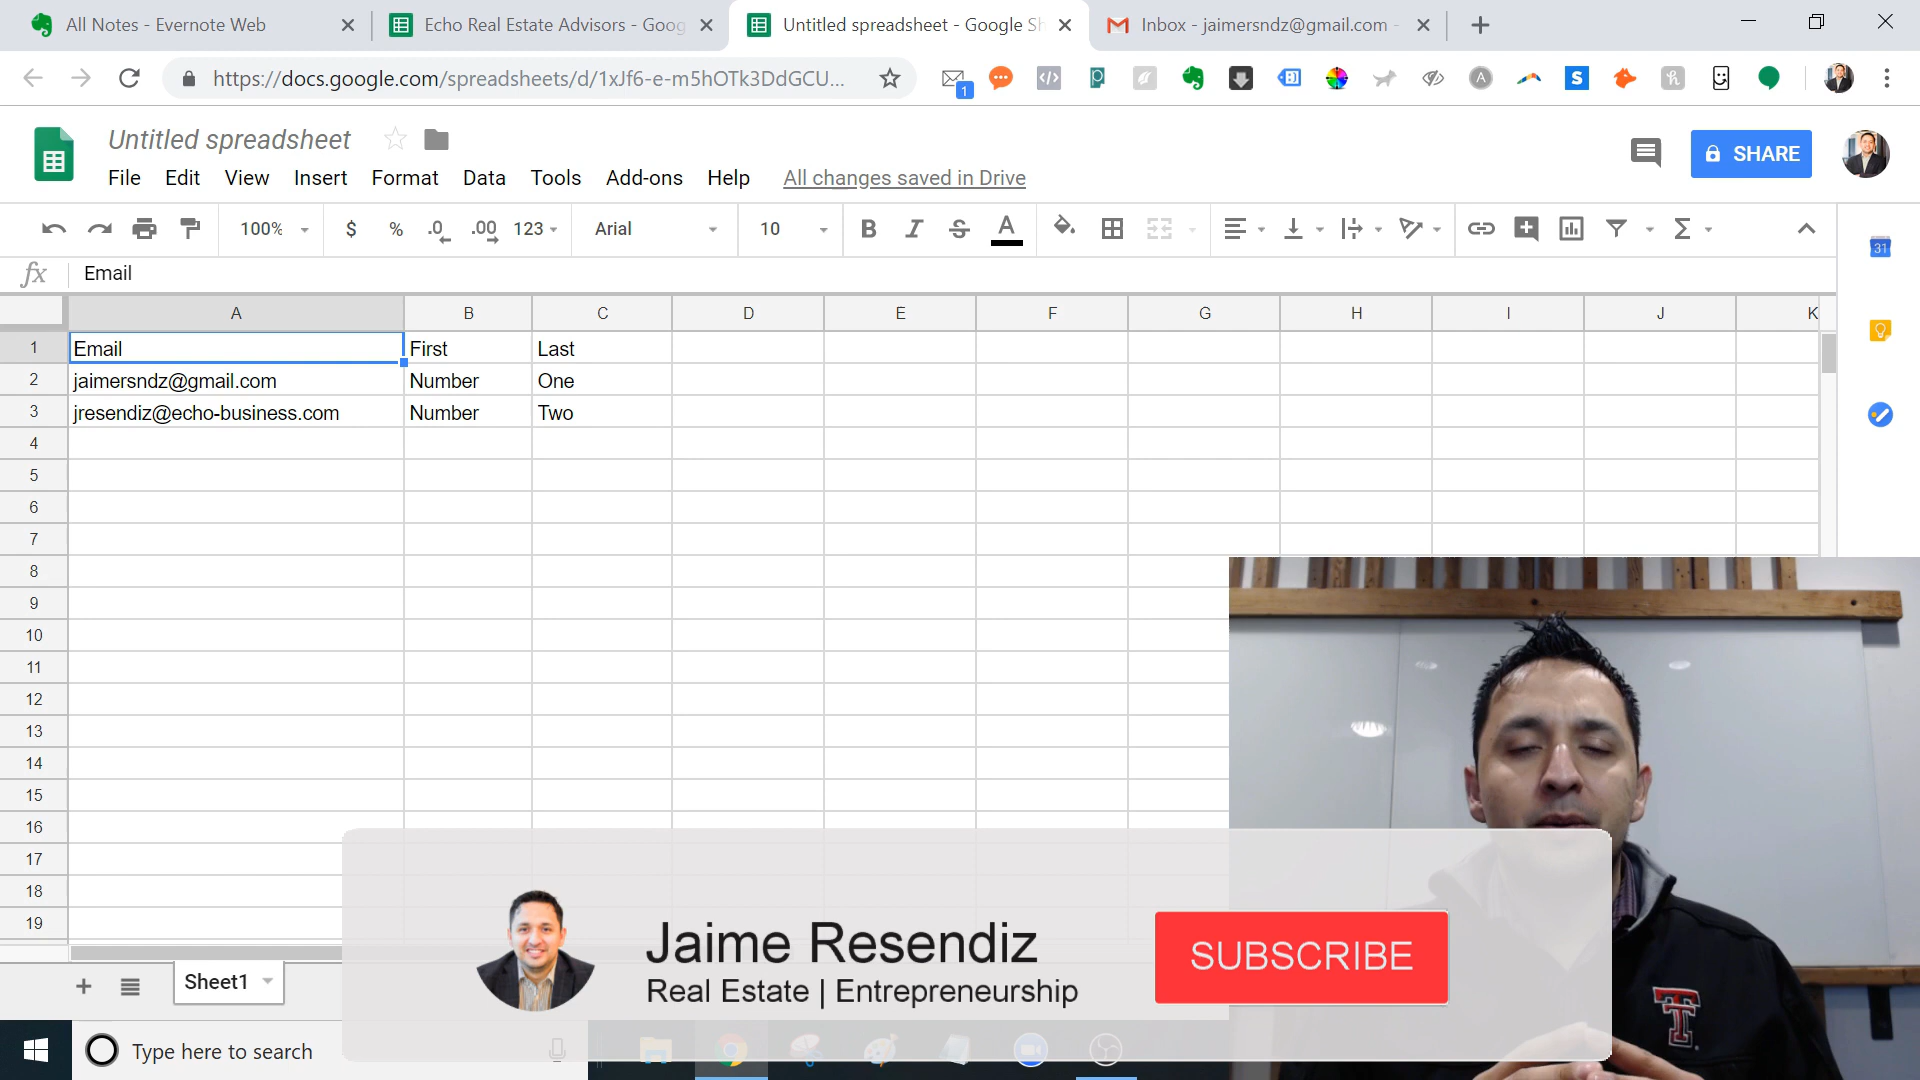 All Notes - Evernote Web
Echo Real Estate Advisors - Goog
Untitled spreadsheet - Google Sh
Inbox - jaimersndz@gmail.com -
https://docs.google.com/spreadsheets/d/1xJf6-e-m5hOTk3DdGCU...
1
S
A
h
Untitled spreadsheet
File Edit View Insert Format Data Tools Add-ons Help All changes saved in Drive
SHARE
100% $ % .0 .00 123 Arial 10 B I S A Σ
31
fx Email
A B C D E F G H I J K
1 Email First Last
2 jaimersndz@gmail.com Number One
3 jresendiz@echo-business.com Number Two
4
5
6
7
8
9
10
11
12
13
14
15
16
17
18
19
Jaime Resendiz
Real Estate | Entrepreneurship
SUBSCRIBE
T
Sheet1
Type here to search